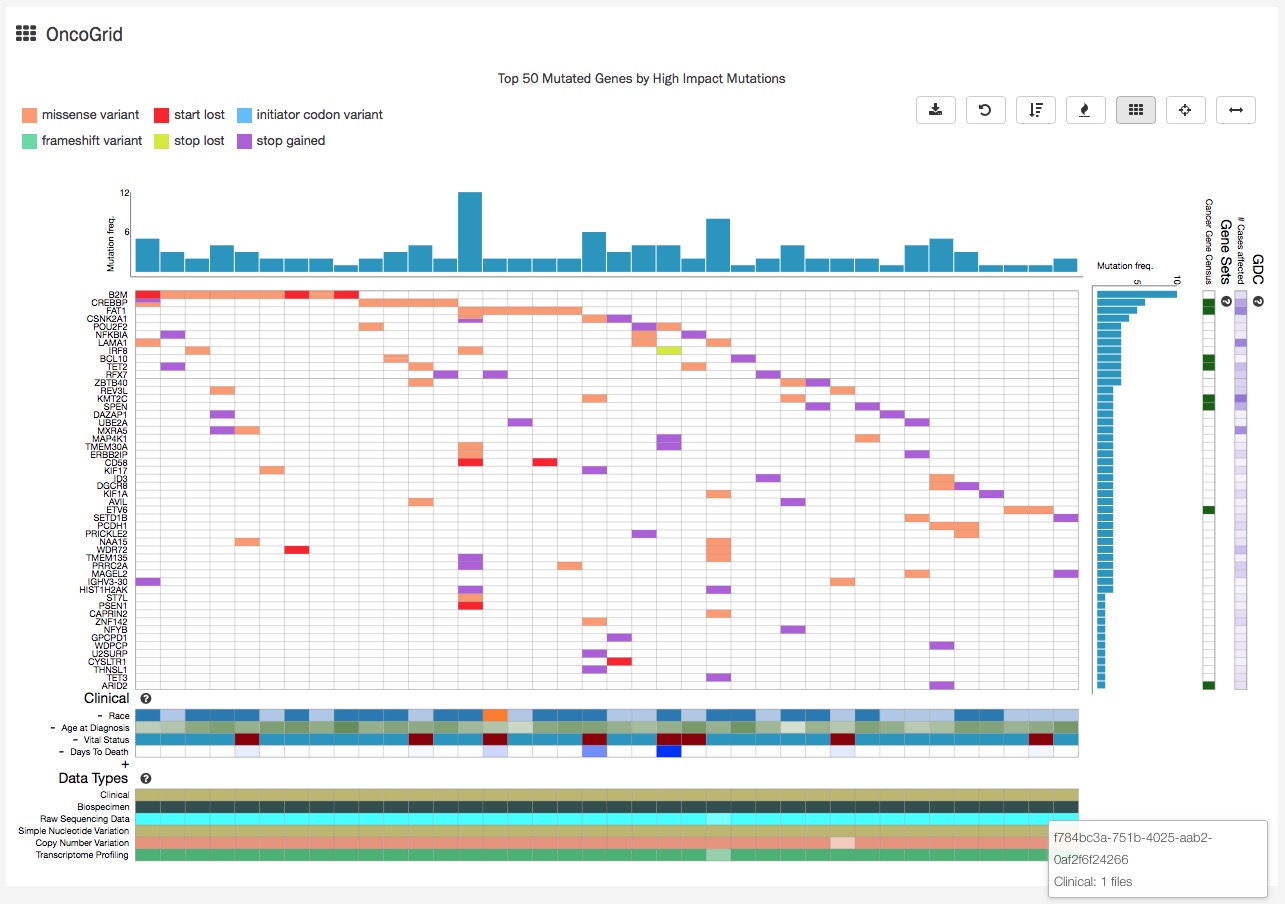 OncoGrid
Top 50 Mutated Genes by High Impact Mutations
missense variant start lost initiator codon variant
frameshift variant stop lost stop gained
12
6
Mutation freq.
Mutation freq.
5
10
Cancer Gene Census
Gene Sets
# Cases affected
GDC
B2M
CREBBP
FAT1
CSNK2A1
POU2F2
NFKBIA
LAMA1
IRF8
BCL10
TET2
RFX7
ZBTB40
REV3L
KMT2C
SPEN
DAZAP1
UBE2A
MXRA5
MAP4K1
TMEM30A
ERBB2IP
CD58
KIF17
ID3
DGCR8
KIF1A
AVIL
ETV6
SETD1B
PCDH1
PRICKLE2
NAA15
WDR72
TMEM135
PRRC2A
MAGEL2
IGHV3-30
HIST1H2AK
ST7L
PSEN1
CAPRIN2
ZNF142
NFYB
GPCPD1
WDPCP
U2SURP
CYSLTR1
THNSL1
TET3
ARID2
Clinical
- Race
- Age at Diagnosis
- Vital Status
- Days To Death
+
Data Types
Clinical
Biospecimen
Raw Sequencing Data
Simple Nucleotide Variation
Copy Number Variation
Transcriptome Profiling
f784bc3a-751b-4025-aab2-
0af2f6f24266
Clinical: 1 files